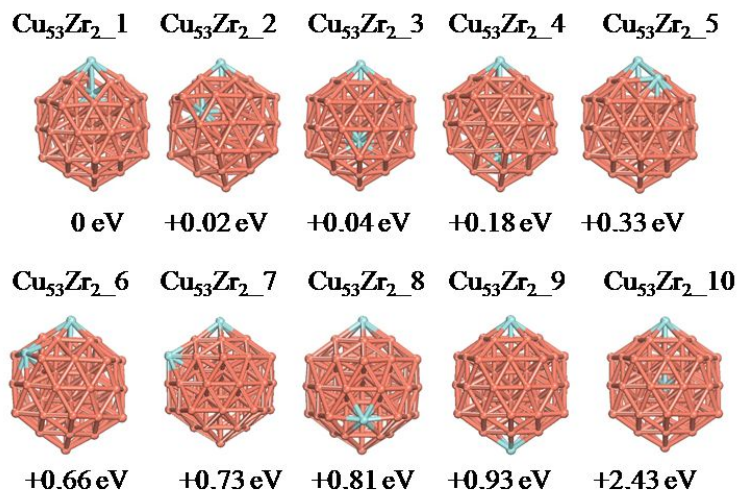 Cu₅₃Zr₂_1 Cu₅₃Zr₂_2 Cu₅₃Zr₂_3 Cu₅₃Zr₂_4 Cu₅₃Zr₂_5
0 eV +0.02 eV +0.04 eV +0.18 eV +0.33 eV
Cu₅₃Zr₂_6 Cu₅₃Zr₂_7 Cu₅₃Zr₂_8 Cu₅₃Zr₂_9 Cu₅₃Zr₂_10
+0.66 eV +0.73 eV +0.81 eV +0.93 eV +2.43 eV